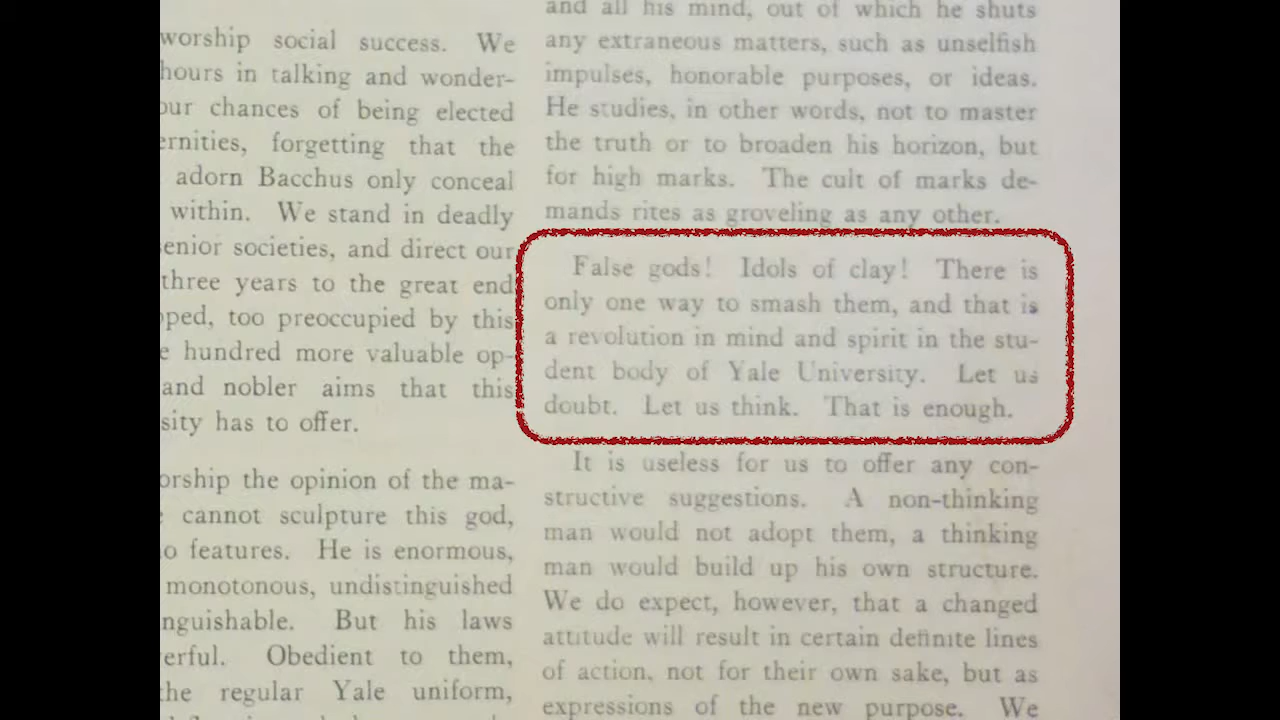 worship social success. We
hours in talking and wonder-
our chances of being elected
ernities, forgetting that the
adorn Bacchus only conceal
within. We stand in deadly
senior societies, and direct our
three years to the great end
pped, too preoccupied by this
e hundred more valuable op-
and nobler aims that this
sity has to offer.
orship the opinion of the ma-
cannot sculpture this god,
o features. He is enormous,
monotonous, undistinguished
nguishable. But his laws
erful. Obedient to them,
the regular Yale uniform,
and all his mind, out of which he shuts
any extraneous matters, such as unselfish
impulses, honorable purposes, or ideas.
He studies, in other words, not to master
the truth or to broaden his horizon, but
for high marks. The cult of marks de-
mands rites as groveling as any other.
False gods! Idols of clay! There is
only one way to smash them, and that is
a revolution in mind and spirit in the stu-
dent body of Yale University. Let us
doubt. Let us think. That is enough.
It is useless for us to offer any con-
structive suggestions. A non-thinking
man would not adopt them, a thinking
man would build up his own structure.
We do expect, however, that a changed
attitude will result in certain definite lines
of action, not for their own sake, but as
expressions of the new purpose. We